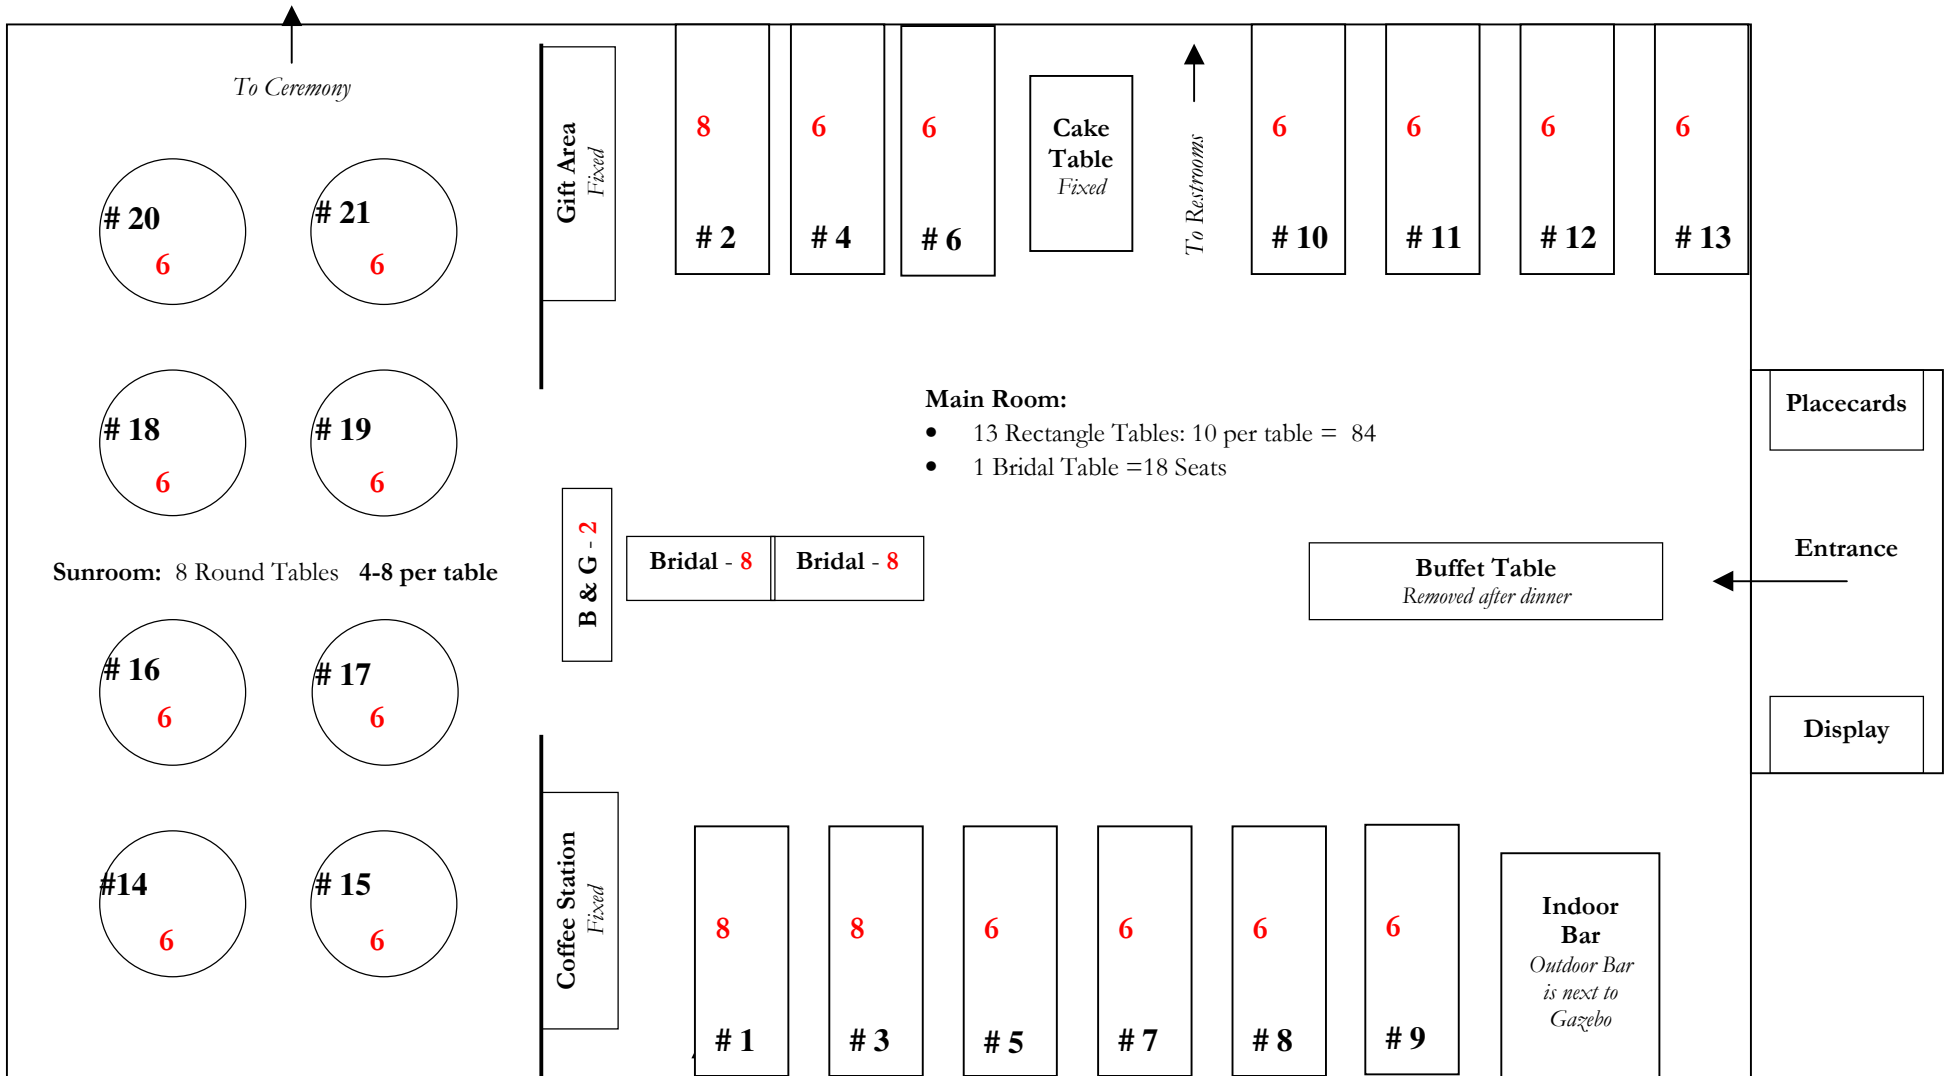 To Ceremony
# 20
6
# 21
6
# 18
6
# 19
6
Sunroom: 8 Round Tables 4-8 per table
# 16
6
# 17
6
#14
6
# 15
6
Gift Area
Fixed
8
# 2
6
# 4
6
# 6
Cake
Table
Fixed
To Restrooms
6
# 10
6
# 11
6
# 12
6
# 13
Main Room:
• 13 Rectangle Tables: 10 per table = 84
• 1 Bridal Table =18 Seats
B & G - 2
Bridal - 8
Bridal - 8
Buffet Table
Removed after dinner
Placecards
Entrance
Display
Coffee Station
Fixed
8
# 1
8
# 3
6
# 5
6
# 7
6
# 8
6
# 9
Indoor
Bar
Outdoor Bar
is next to
Gazebo